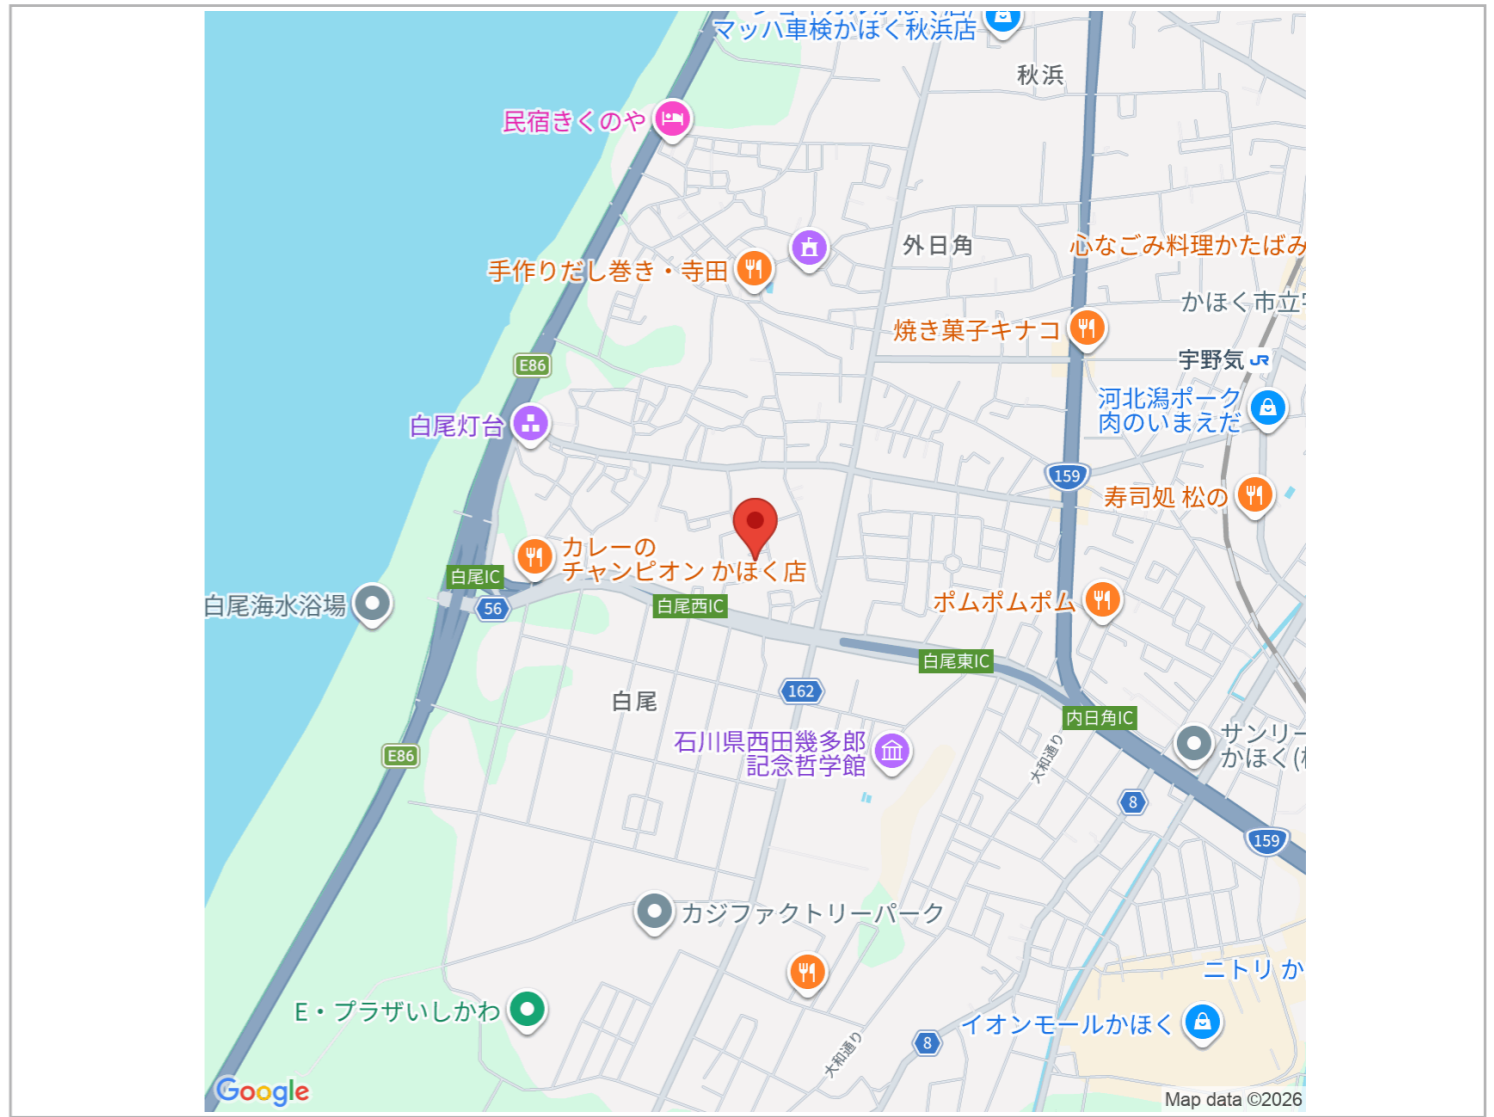 マッハ車検かほく秋浜店
秋浜
民宿きくのや
外日角
心なごみ料理かたばみ
手作りだし巻き・寺田
かほく市立
焼き菓子キナコ
宇野気 JR
E86
河北潟ポーク
肉のいまえだ
白尾灯台
159
寿司処 松の
カレーの
チャンピオン かほく店
白尾IC
白尾海水浴場
56
白尾西IC
ポムポムポム
白尾東IC
162
白尾
内日角IC
石川県西田幾多郎
記念哲学館
サンリー
かほく(
大和通り
E86
8
159
カジファクトリーパーク
ニトリ か
E・プラザいしかわ
イオンモールかほく
8
大和通り
Google
Map data ©2026